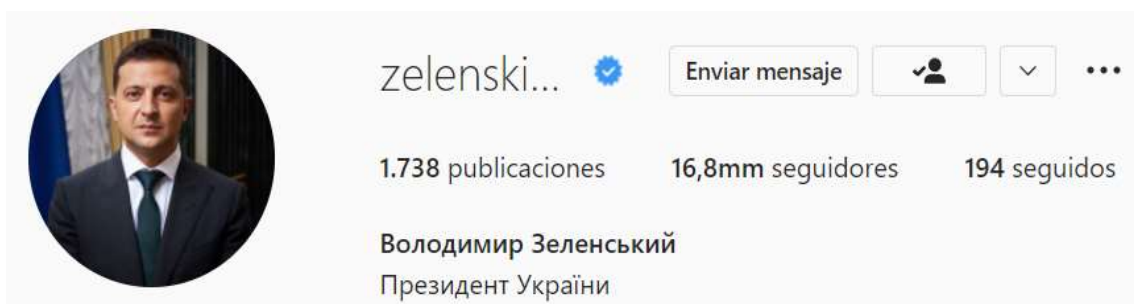 zelenski... Enviar mensaje
1.738 publicaciones 16,8mm seguidores 194 seguidos
Володимир Зеленський
Президент України